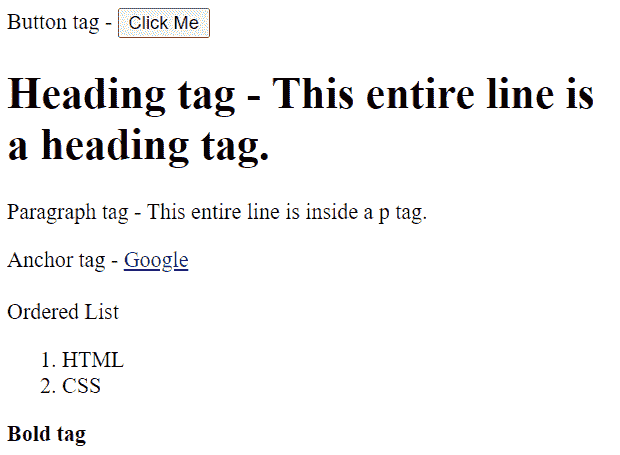 Button tag - Click Me
Heading tag - This entire line is
a heading tag.
Paragraph tag - This entire line is inside a p tag.
Anchor tag - Google
Ordered List
1. HTML
2. CSS
Bold tag